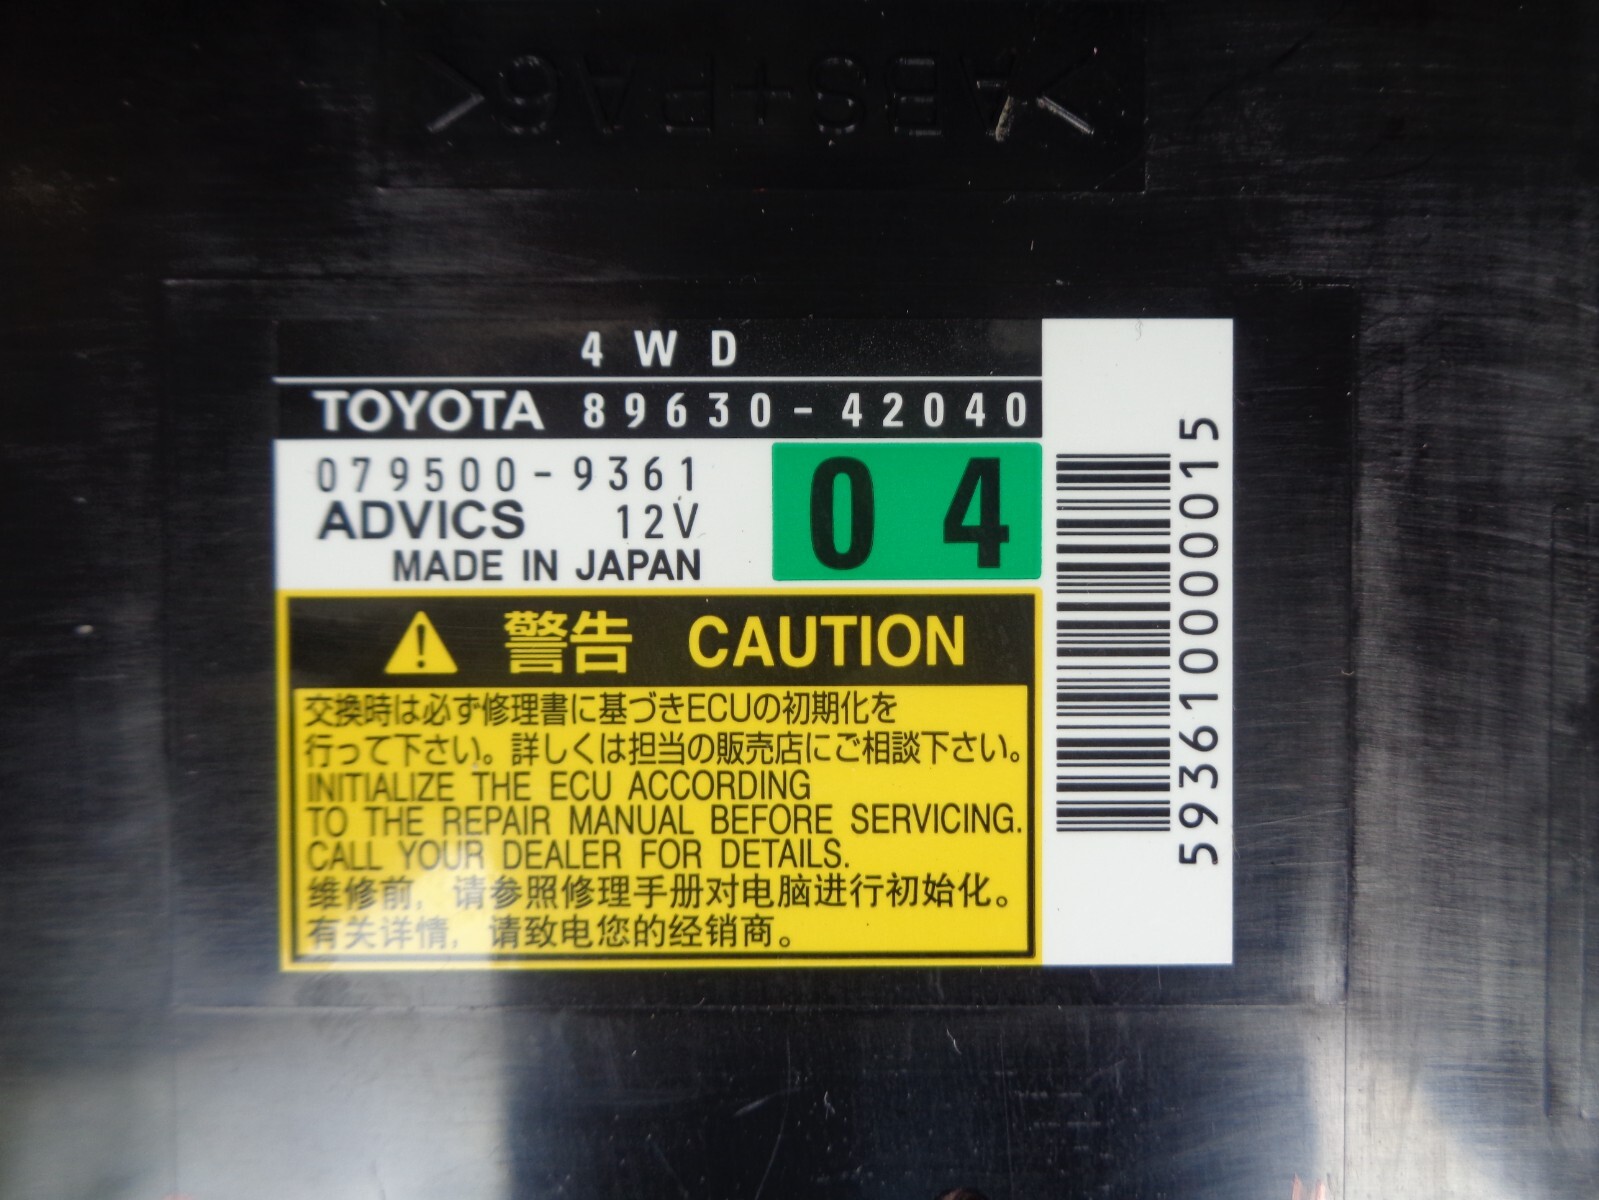 >ABS+PA6<
4WD
TOYOTA 89630-42040
079500-9361
ADVICS 12V
MADE IN JAPAN
04
5936100000015
警告 CAUTION
交換時は必ず修理書に基づきECUの初期化を
行って下さい。詳しくは担当の販売店にご相談下さい。
INITIALIZE THE ECU ACCORDING
TO THE REPAIR MANUAL BEFORE SERVICING.
CALL YOUR DEALER FOR DETAILS.
维修前，请参照修理手册对电脑进行初始化。
有关详情，请致电您的经销商。